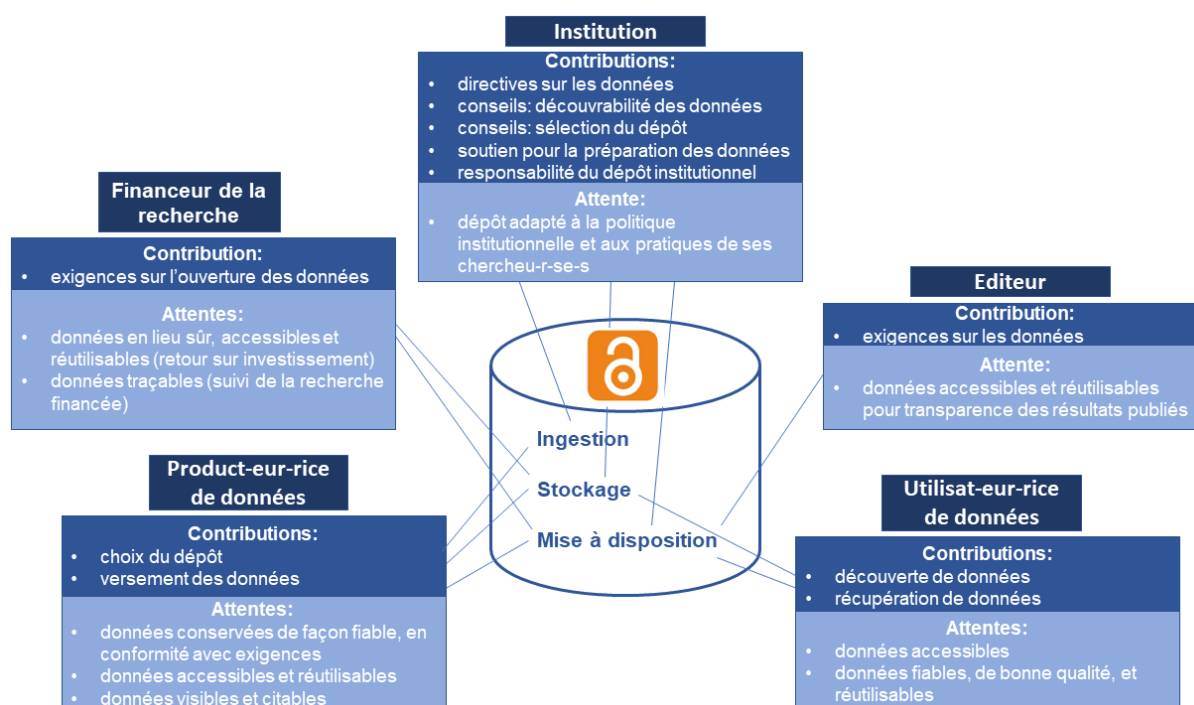 Institution
Contributions:
• directives sur les données
• conseils: découvrabilité des données
• conseils: sélection du dépôt
• soutien pour la préparation des données
• responsabilité du dépôt institutionnel
Attente:
• dépôt adapté à la politique
institutionnelle et aux pratiques de ses
chercheu-r-se-s
Financeur de la
recherche
Contribution:
• exigences sur l'ouverture des données
Attentes:
• données en lieu sûr, accessibles et
réutilisables (retour sur investissement)
• données traçables (suivi de la recherche
financée)
Editeur
Contribution:
• exigences sur les données
Attente:
• données accessibles et réutilisables
pour transparence des résultats publiés
Ingestion
Stockage
Mise à disposition
Product-eur-rice
de données
Contributions:
• choix du dépôt
• versement des données
Attentes:
• données conservées de façon fiable, en
conformité avec exigences
• données accessibles et réutilisables
• données visibles et citables
Utilisat-eur-rice
de données
Contributions:
• découverte de données
• récupération de données
Attentes:
• données accessibles
• données fiables, de bonne qualité, et
réutilisables